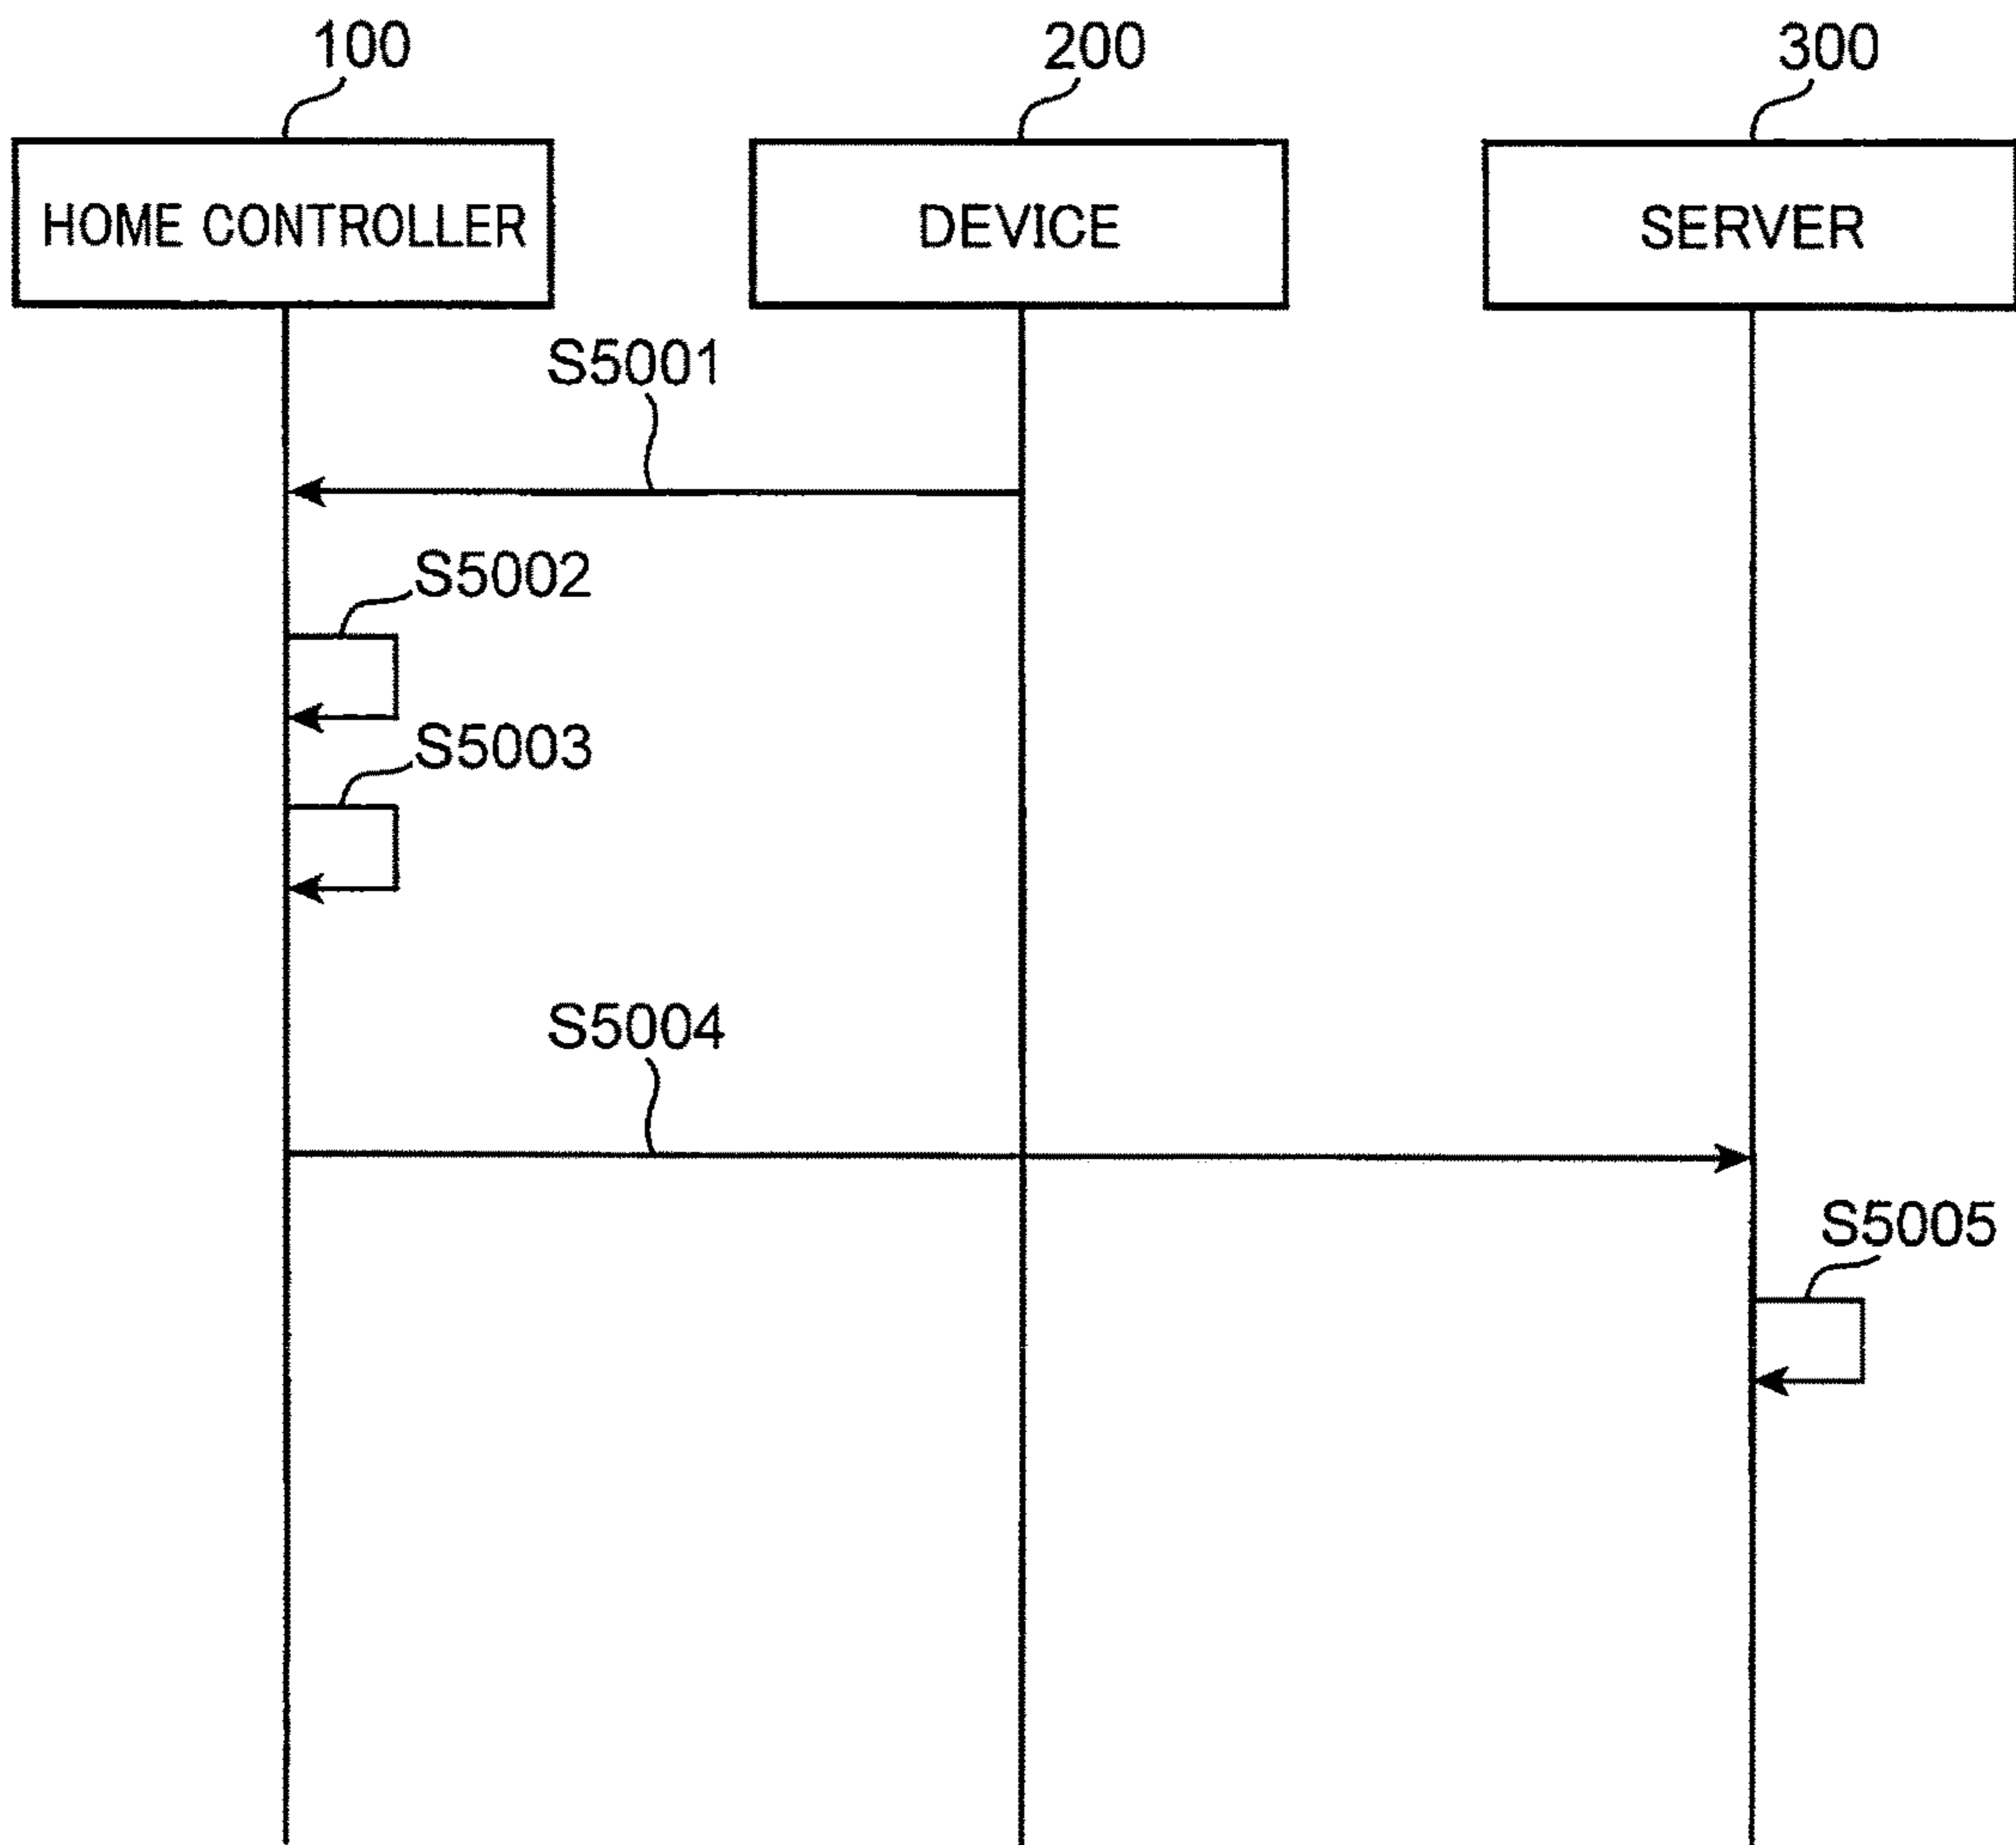 100
200
300
HOME CONTROLLER
DEVICE
SERVER
S5001
S5002
S5003
S5004
S5005